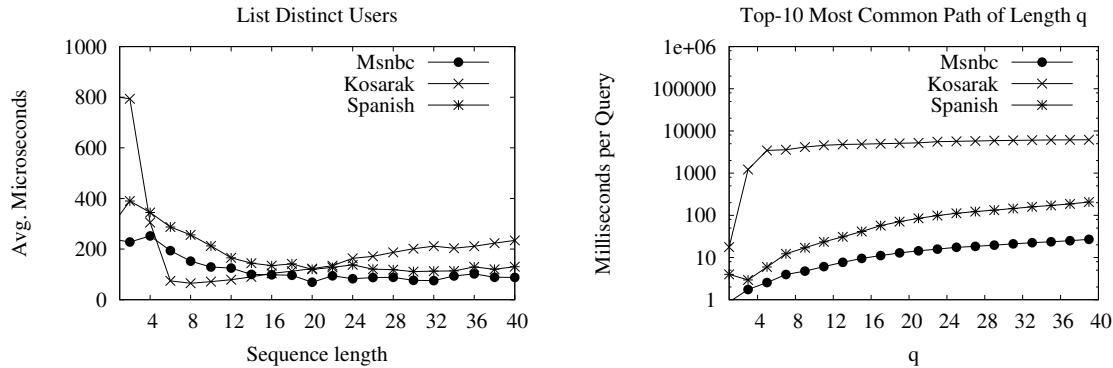 List Distinct Users
Avg. Microseconds
1000
800
600
400
200
0
4 8 12 16 20 24 28 32 36 40
Sequence length
Msnbc
Kosarak
Spanish
Top-10 Most Common Path of Length q
Milliseconds per Query
1e+06
100000
10000
1000
100
10
1
4 8 12 16 20 24 28 32 36 40
q
Msnbc
Kosarak
Spanish